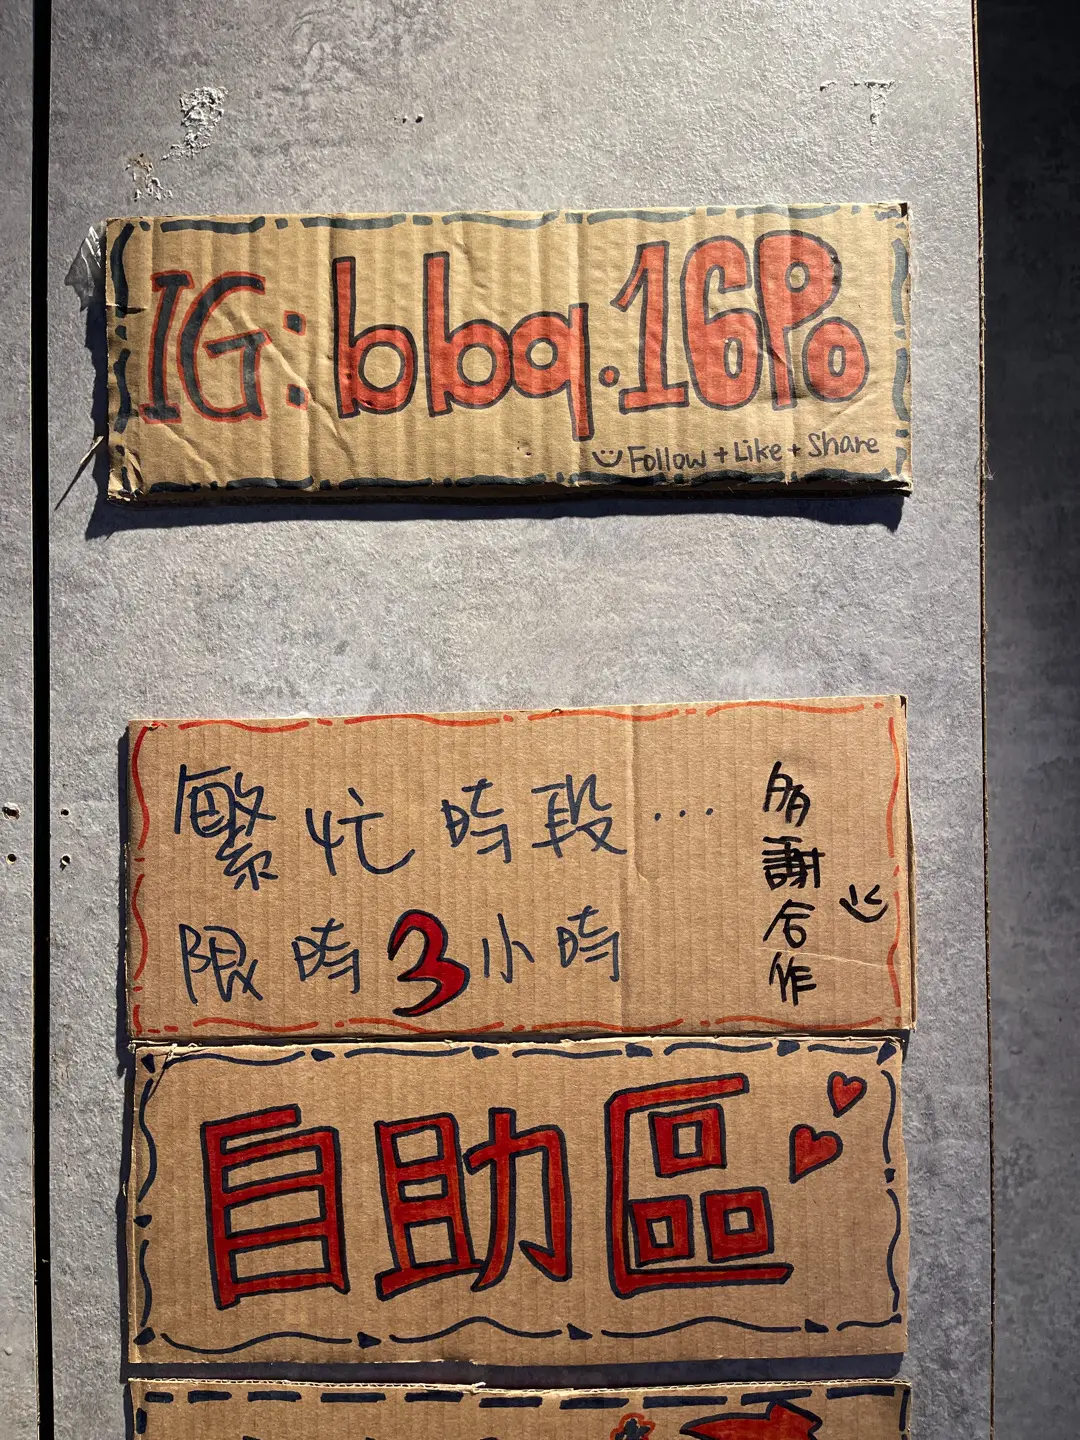 IG:bbq.16Po
Follow + Like + Share
繁忙時段...
限時3小時
多謝合作
自助區